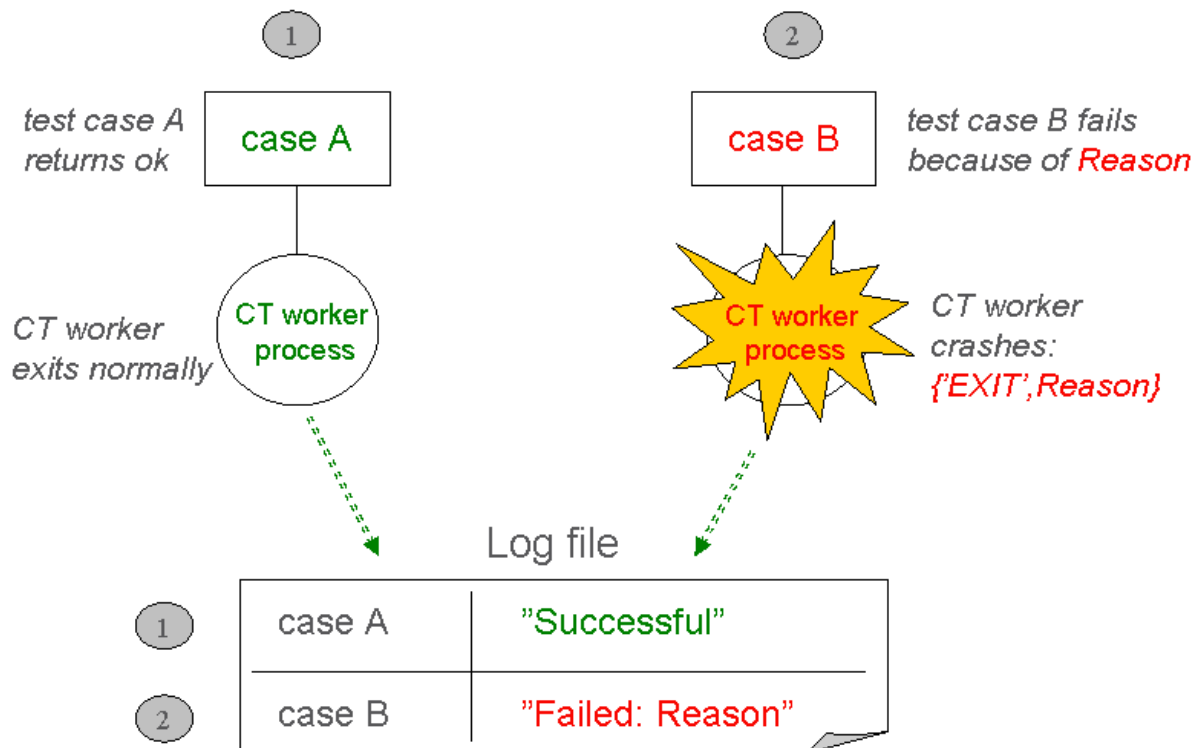 1
2
test case A
returns ok
case A
case B
test case B fails
because of Reason
CT worker
exits normally
CT worker
process
CT worker
process
CT worker
crashes:
{’EXIT’,Reason}
Log file
1
case A
”Successful”
2
case B
”Failed: Reason”